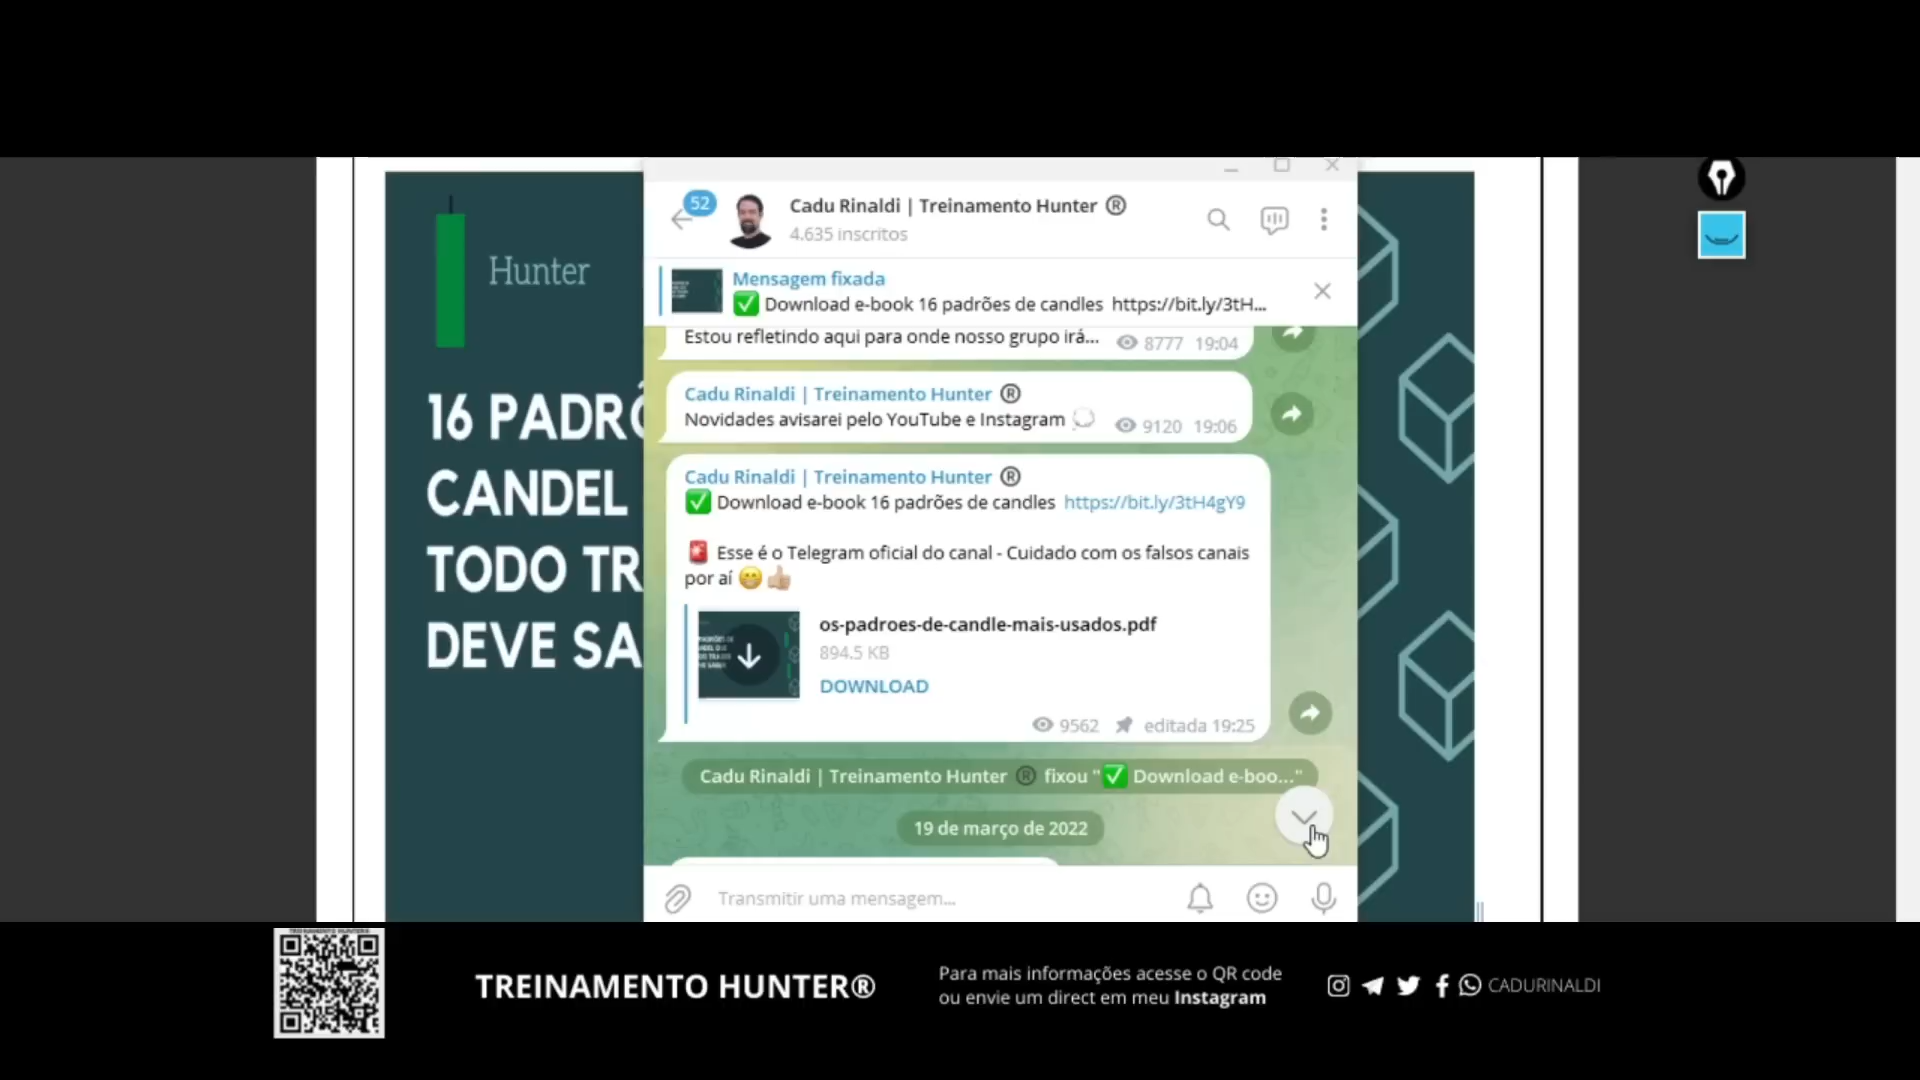 Hunter
16 PADRÕ
CANDEL
TODO TR
DEVE SA
52
Cadu Rinaldi | Treinamento Hunter ®
4.635 inscritos
Mensagem fixada
✅ Download e-book 16 padrões de candles https://bit.ly/3tH...
Estou refletindo aqui para onde nosso grupo irá... 8777 19:04
Cadu Rinaldi | Treinamento Hunter ®
Novidades avisarei pelo YouTube e Instagram 9120 19:06
Cadu Rinaldi | Treinamento Hunter ®
✅ Download e-book 16 padrões de candles https://bit.ly/3tH4gY9
🚨 Esse é o Telegram oficial do canal - Cuidado com os falsos canais
por aí 😁👍🏼
os-padroes-de-candle-mais-usados.pdf
894.5 KB
DOWNLOAD
9562 editada 19:25
Cadu Rinaldi | Treinamento Hunter ® fixou "✅ Download e-boo..."
19 de março de 2022
Transmitir uma mensagem...
TREINAMENTO HUNTER®
Para mais informações acesse o QR code
ou envie um direct em meu Instagram
CADURINALDI